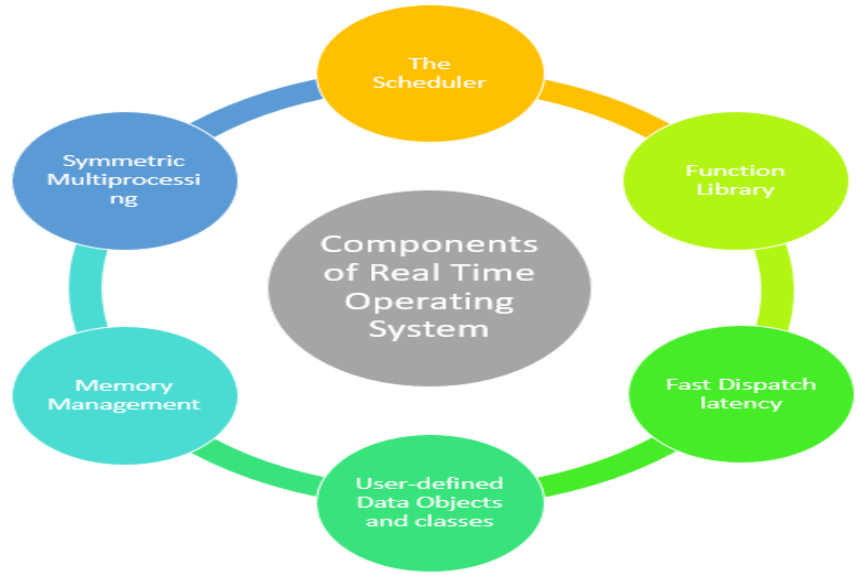 The
Scheduler
Function
Library
Fast Dispatch
latency
User-defined
Data Objects
and classes
Memory
Management
Symmetric
Multiprocessi
ng
Components
of Real Time
Operating
System